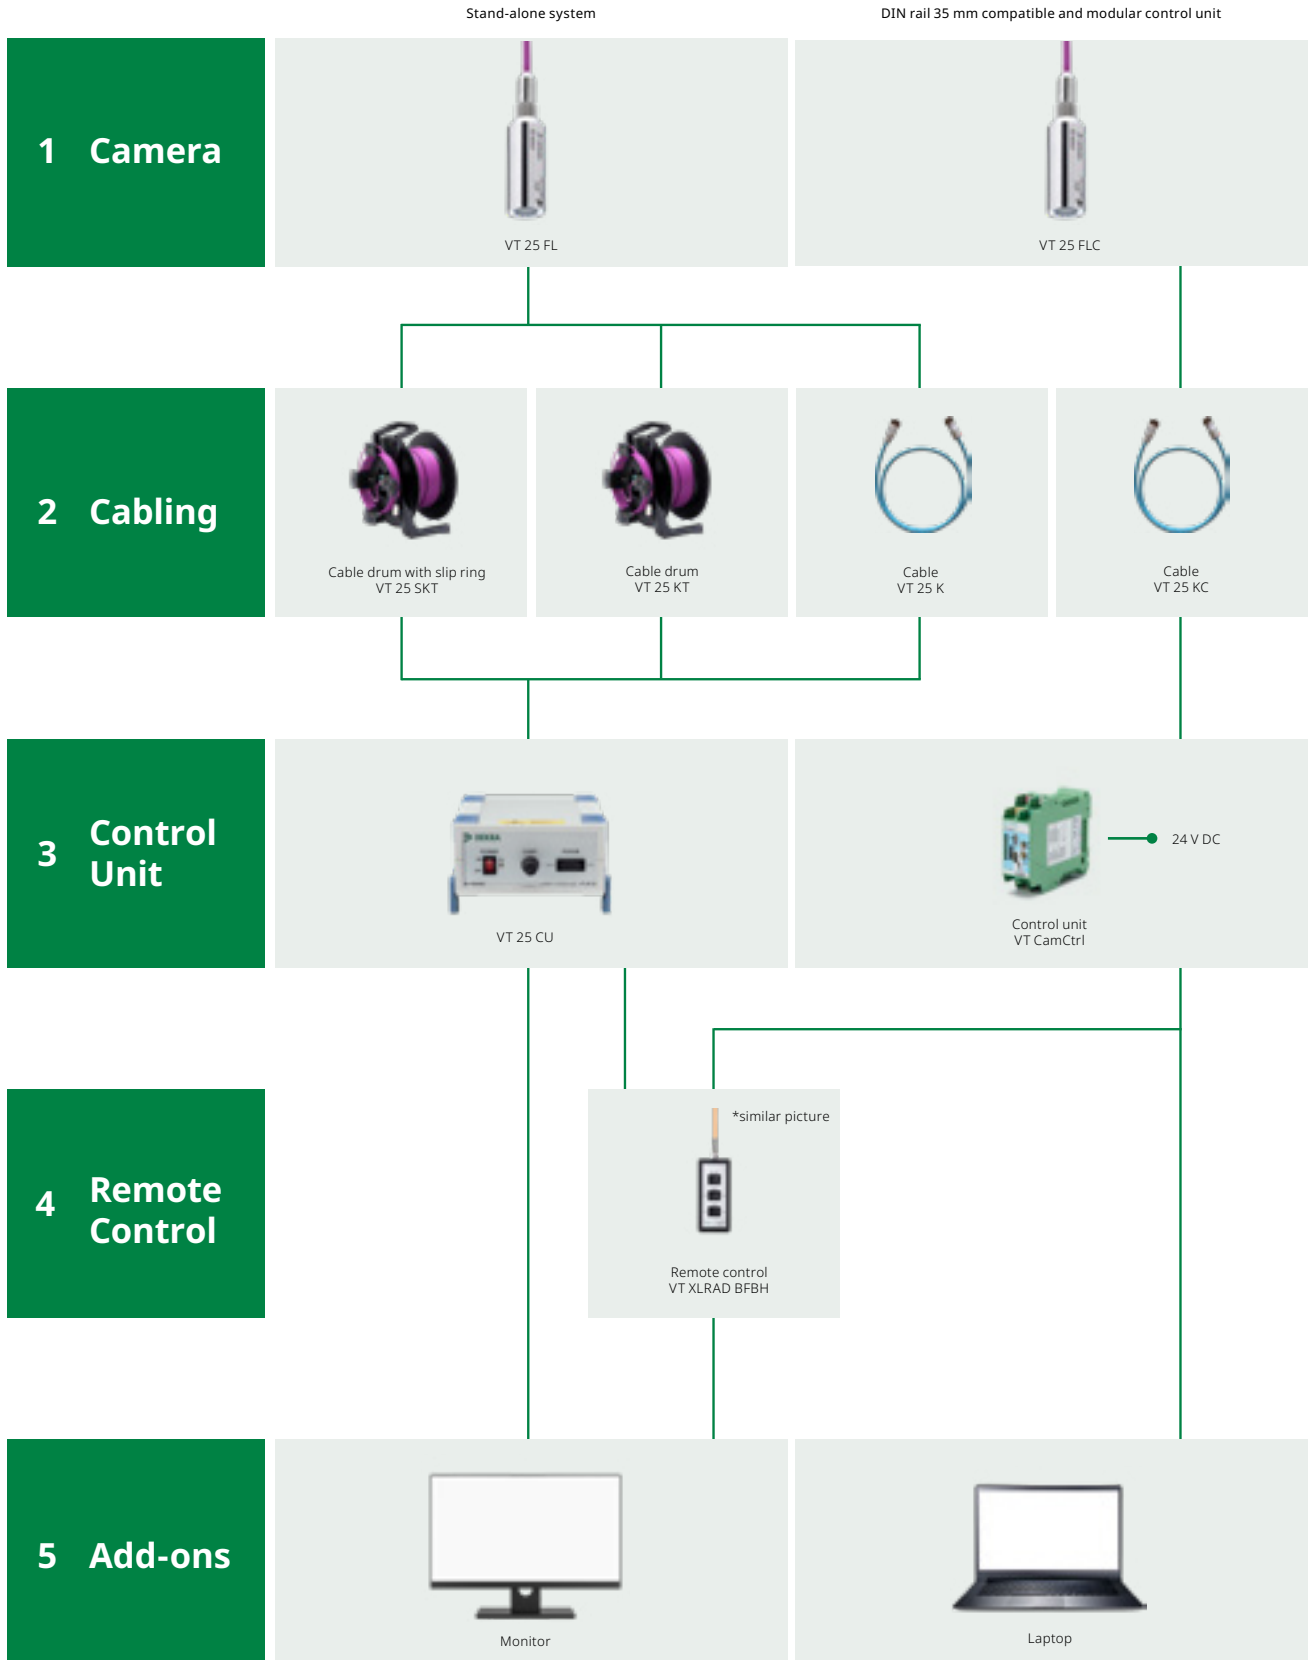 Stand-alone system
DIN rail 35 mm compatible and modular control unit
1 Camera
VT 25 FL
VT 25 FLC
2 Cabling
Cable drum with slip ring
VT 25 SKT
Cable drum
VT 25 KT
Cable
VT 25 K
Cable
VT 25 KC
3 Control
Unit
VT 25 CU
24 V DC
Control unit
VT CamCtrl
4 Remote
Control
*similar picture
Remote control
VT XLRAD BFBH
5 Add-ons
Monitor
Laptop